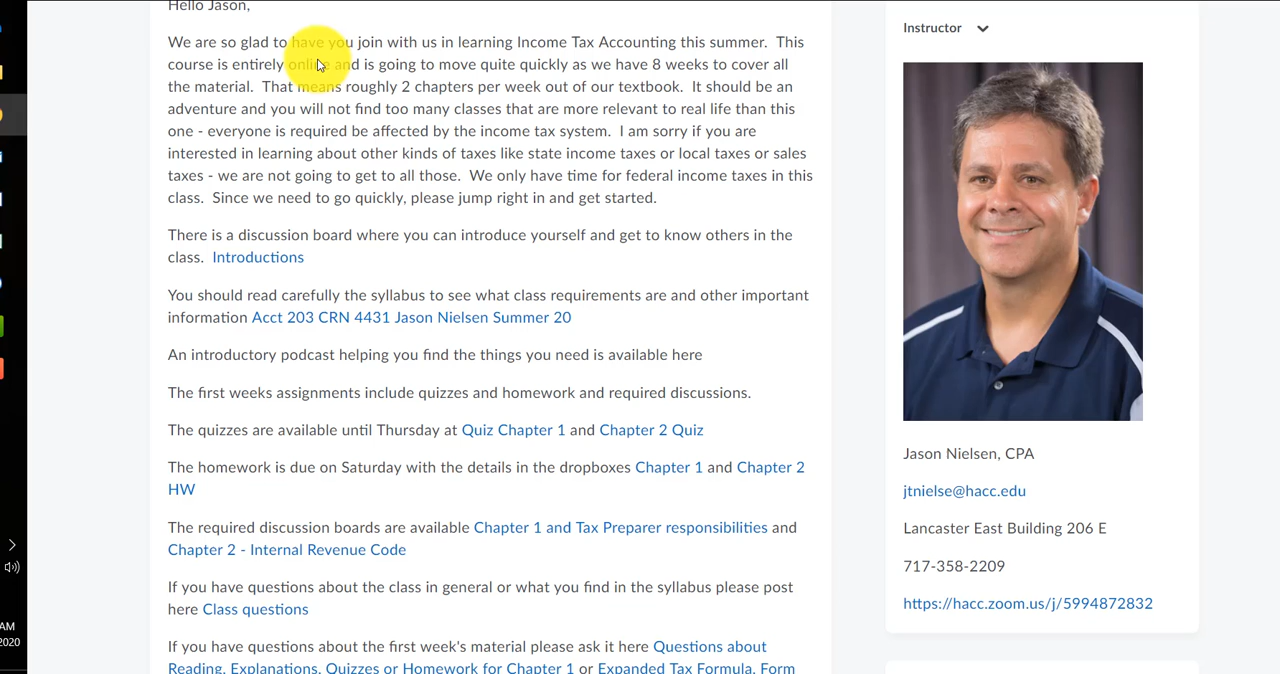 Hello Jason,
We are so glad to have you join with us in learning Income Tax Accounting this summer.  This
course is entirely online and is going to move quite quickly as we have 8 weeks to cover all
the material.  That means roughly 2 chapters per week out of our textbook.  It should be an
adventure and you will not find too many classes that are more relevant to real life than this
one - everyone is required be affected by the income tax system.  I am sorry if you are
interested in learning about other kinds of taxes like state income taxes or local taxes or sales
taxes - we are not going to get to all those.  We only have time for federal income taxes in this
class.  Since we need to go quickly, please jump right in and get started.
There is a discussion board where you can introduce yourself and get to know others in the
class.  Introductions
You should read carefully the syllabus to see what class requirements are and other important
information Acct 203 CRN 4431 Jason Nielsen Summer 20
An introductory podcast helping you find the things you need is available here
The first weeks assignments include quizzes and homework and required discussions.
The quizzes are available until Thursday at Quiz Chapter 1 and Chapter 2 Quiz
The homework is due on Saturday with the details in the dropboxes Chapter 1 and Chapter 2
HW
The required discussion boards are available Chapter 1 and Tax Preparer responsibilities and
Chapter 2 - Internal Revenue Code
If you have questions about the class in general or what you find in the syllabus please post
here Class questions
If you have questions about the first week's material please ask it here Questions about
Reading, Explanations, Quizzes or Homework for Chapter 1 or Expanded Tax Formula, Form
Instructor
Jason Nielsen, CPA
jtnielse@hacc.edu
Lancaster East Building 206 E
717-358-2209
https://hacc.zoom.us/j/5994872832
AM
2020